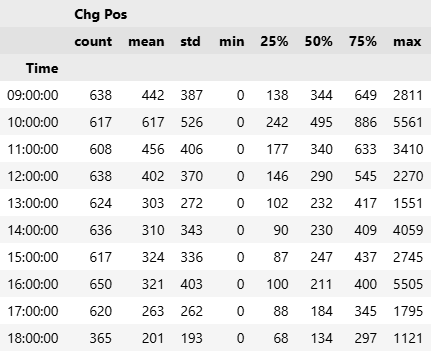 Chg Pos
count mean std min 25% 50% 75% max
Time
09:00:00 638 442 387 0 138 344 649 2811
10:00:00 617 617 526 0 242 495 886 5561
11:00:00 608 456 406 0 177 340 633 3410
12:00:00 638 402 370 0 146 290 545 2270
13:00:00 624 303 272 0 102 232 417 1551
14:00:00 636 310 343 0 90 230 409 4059
15:00:00 617 324 336 0 87 247 437 2745
16:00:00 650 321 403 0 100 211 400 5505
17:00:00 620 263 262 0 88 184 345 1795
18:00:00 365 201 193 0 68 134 297 1121